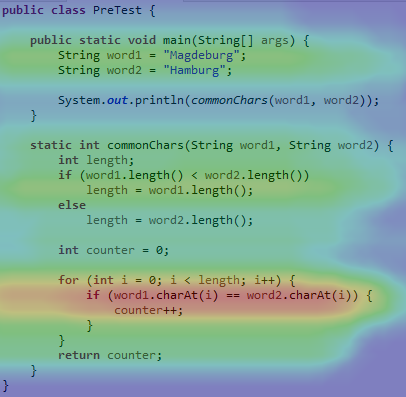 public class PreTest {
public static void main(String[] args) {
String word1 = "Magdeburg";
String word2 = "Hamburg";
System.out.println(commonChars(word1, word2));
}
static int commonChars(String word1, String word2) {
int length;
if (word1.length() < word2.length())
length = word1.length();
else
length = word2.length();
int counter = 0;
for (int i = 0; i < length; i++) {
if (word1.charAt(i) == word2.charAt(i)) {
counter++;
}
}
return counter;
}
}